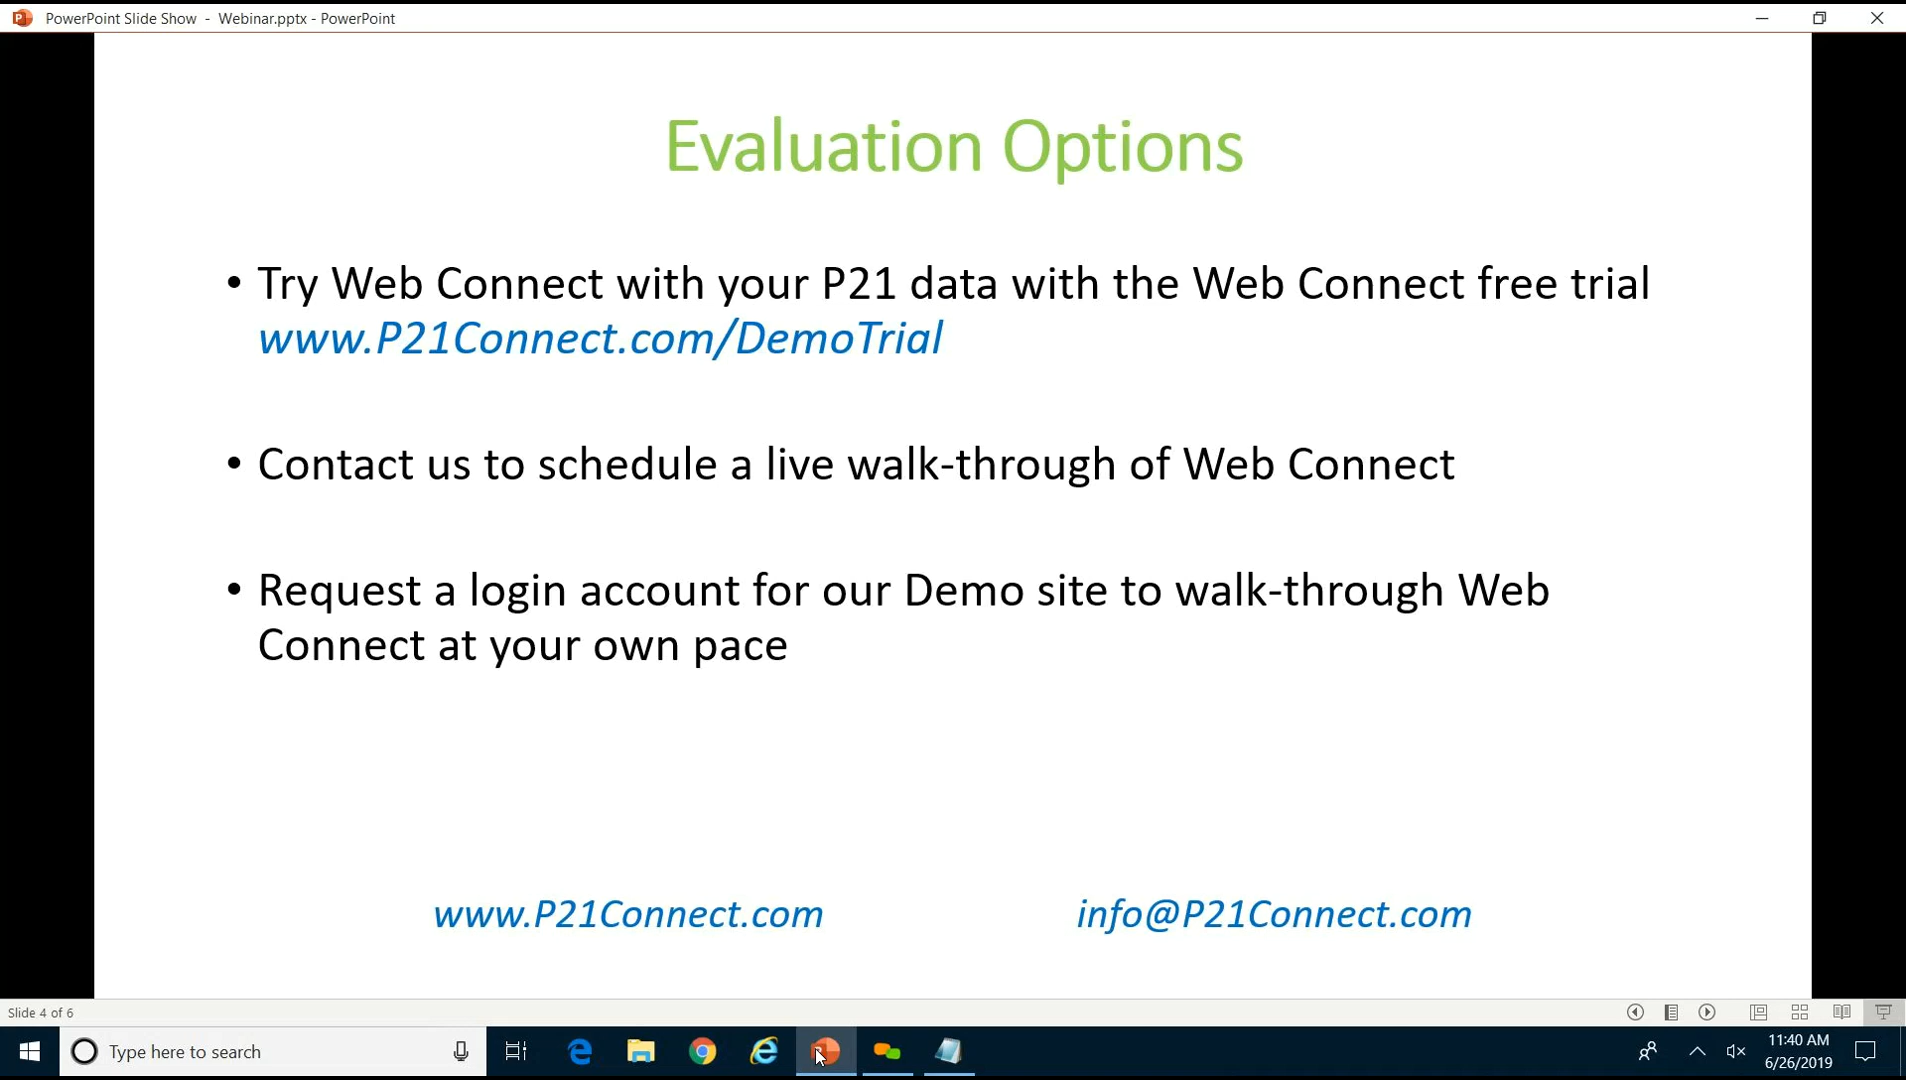 PowerPoint Slide Show - Webinar.pptx - PowerPoint
Evaluation Options
• Try Web Connect with your P21 data with the Web Connect free trial
www.P21Connect.com/DemoTrial
• Contact us to schedule a live walk-through of Web Connect
• Request a login account for our Demo site to walk-through Web
Connect at your own pace
www.P21Connect.com
info@P21Connect.com
Slide 4 of 6
Type here to search
11:40 AM
6/26/2019